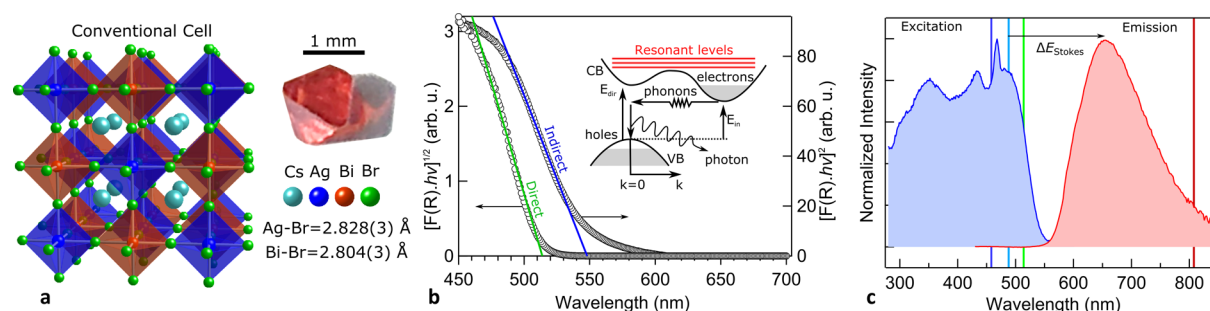 Conventional Cell
1 mm
Cs Ag Bi Br
Ag-Br=2.828(3) Å
Bi-Br=2.804(3) Å
a
[F(R).hν]1/2 (arb. u.)
3
2
1
0
450 500 550 600 650 700
Wavelength (nm)
80
60
40
20
0
[F(R).hν]2 (arb. u.)
Direct
Indirect
Resonant levels
CB
electrons
Edir
phonons
Ein
holes
VB
photon
k=0
k
b
Excitation
Emission
ΔEStokes
Normalized Intensity
300 400 500 600 700 800
Wavelength (nm)
c